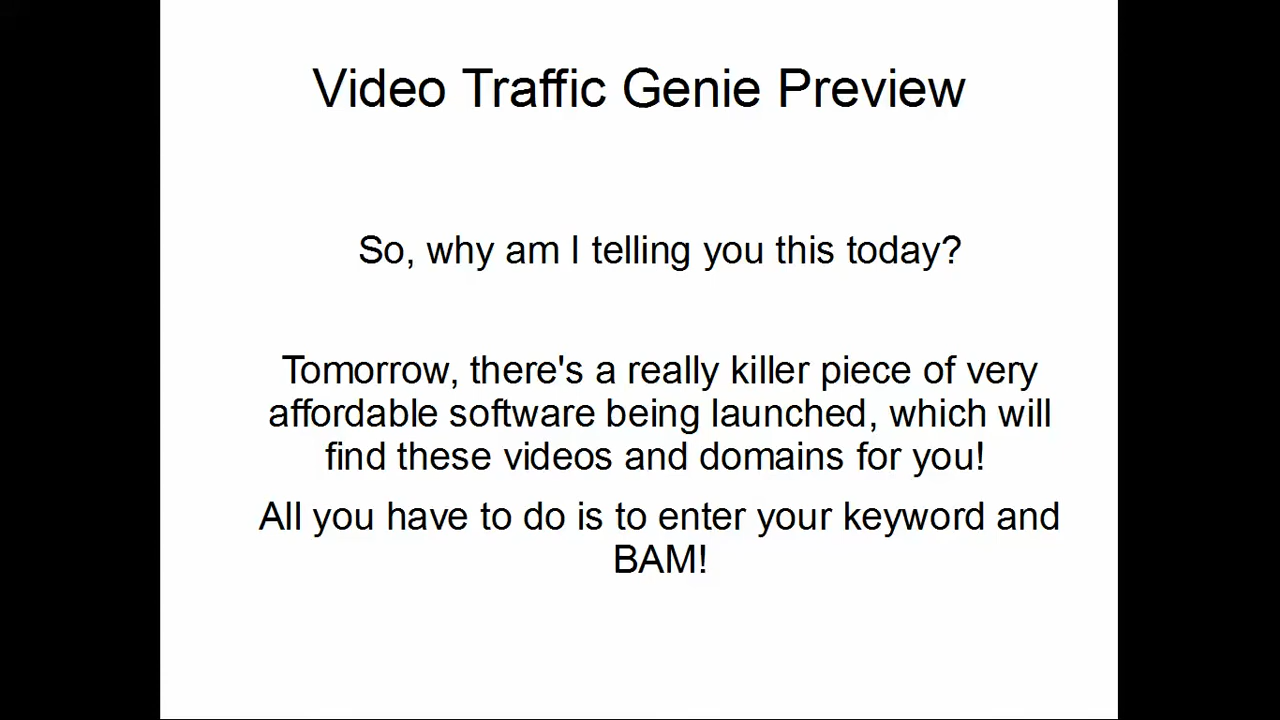 Video Traffic Genie Preview
So, why am I telling you this today?
Tomorrow, there's a really killer piece of very
affordable software being launched, which will
find these videos and domains for you!
All you have to do is to enter your keyword and
BAM!